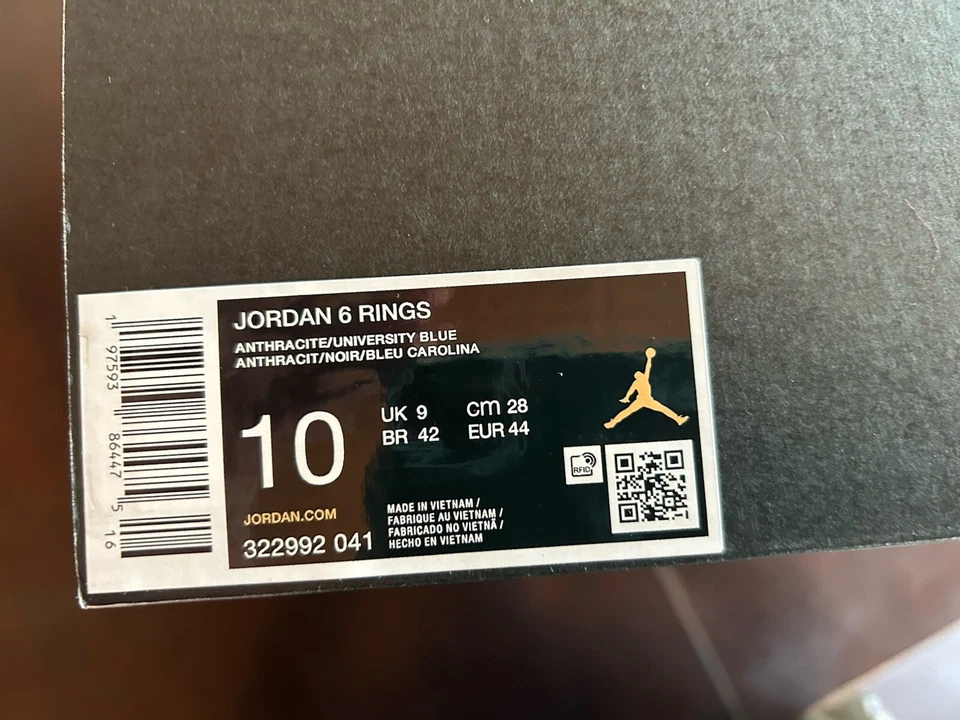 JORDAN 6 RINGS
ANTHRACITE/UNIVERSITY BLUE
ANTHRACIT/NOIR/BLEU CAROLINA
10
UK 9 cm 28
BR 42 EUR 44
RFID
JORDAN.COM
322992 041
MADE IN VIETNAM /
FABRIQUE AU VIETNAM /
FABRICADO NO VIETNÃ /
HECHO EN VIETNAM
1 97593 86447 5 16